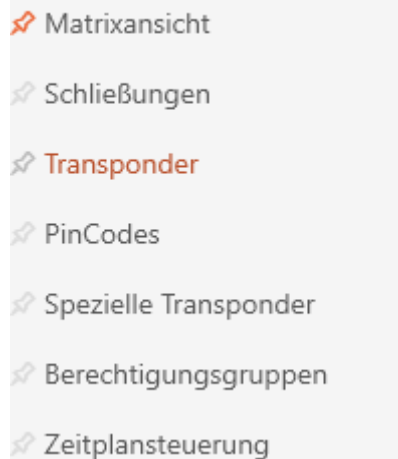 Matrixansicht
Schließungen
Transponder
PinCodes
Spezielle Transponder
Berechtigungsgruppen
Zeitplansteuerung